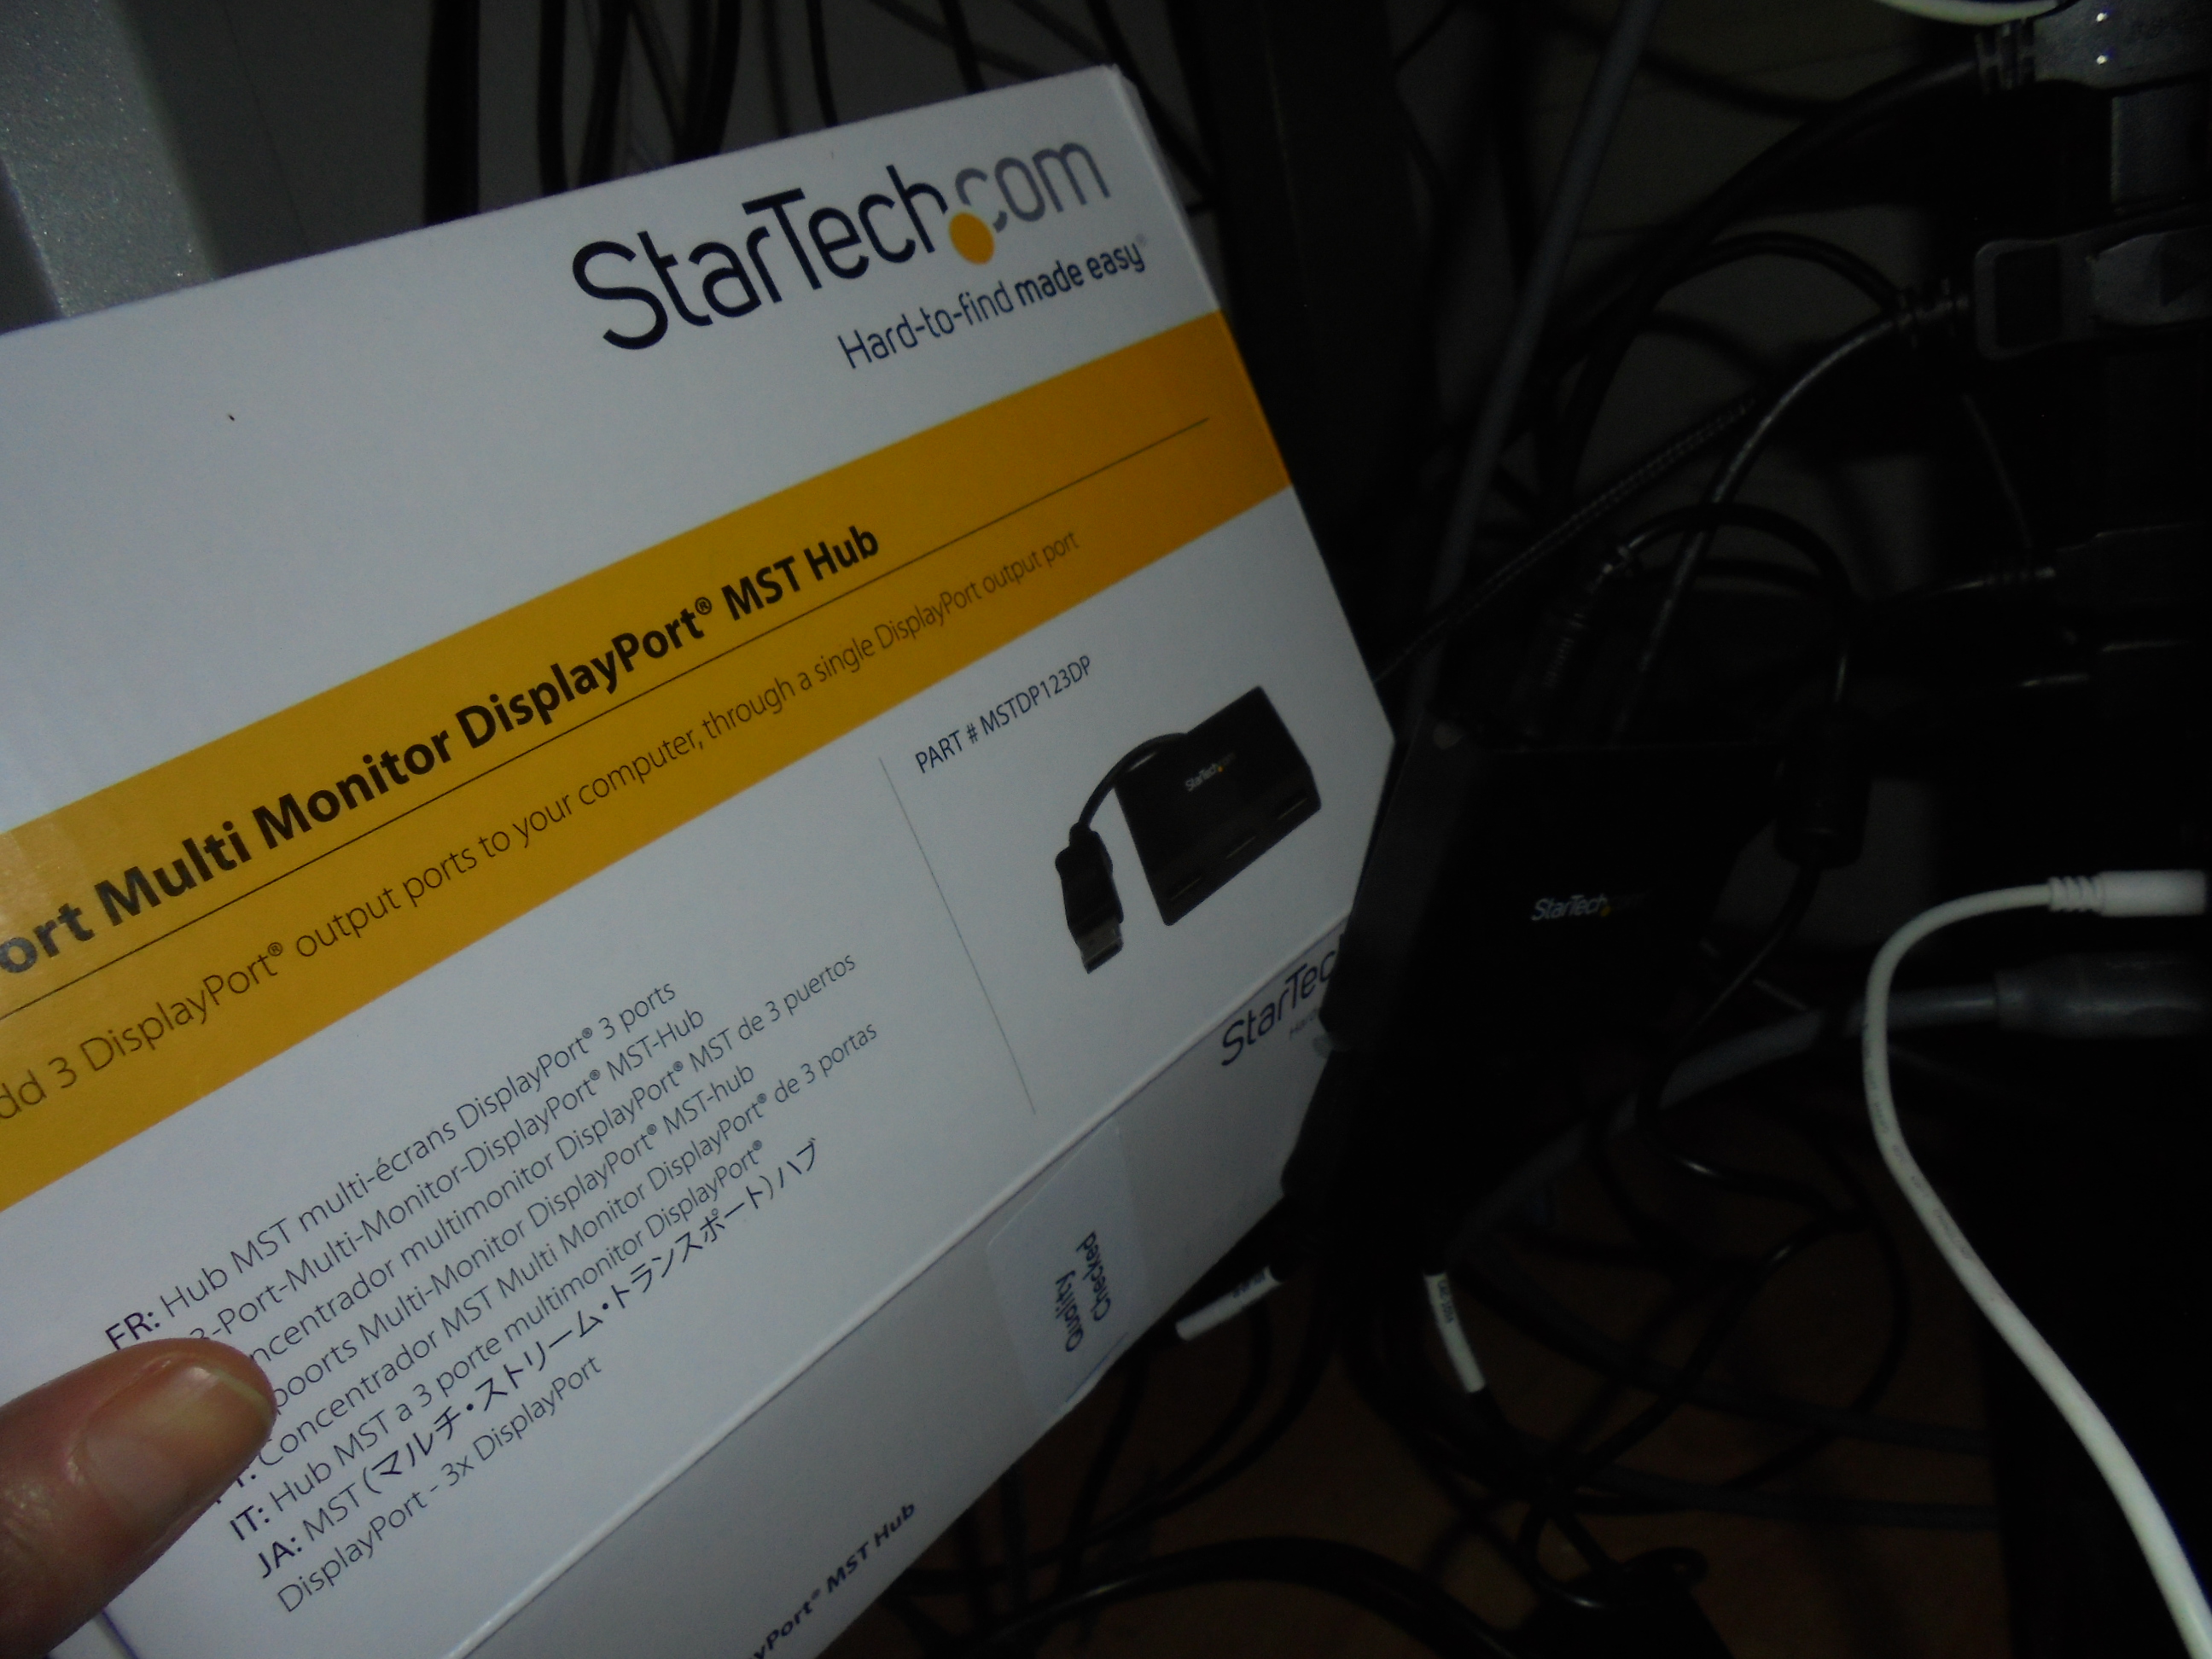 StarTech.com
Hard-to-find made easy®
ort Multi Monitor DisplayPort® MST Hub
dd 3 DisplayPort® output ports to your computer, through a single DisplayPort output port
PART # MSTDP123DP
StarTech.com
FR: Hub MST multi-écrans DisplayPort® 3 ports
3-Port-Multi-Monitor-DisplayPort® MST-Hub
ncentrador multimonitor DisplayPort® MST de 3 puertos
poorts Multi-Monitor DisplayPort® MST-hub
Concentrador MST Multi Monitor DisplayPort® de 3 portas
IT: Hub MST a 3 porte multimonitor DisplayPort®
JA: MST (マルチ・ストリーム・トランスポート) ハブ
DisplayPort - 3x DisplayPort
StarTec
Quality
Checked
yPort® MST Hub
StarTech